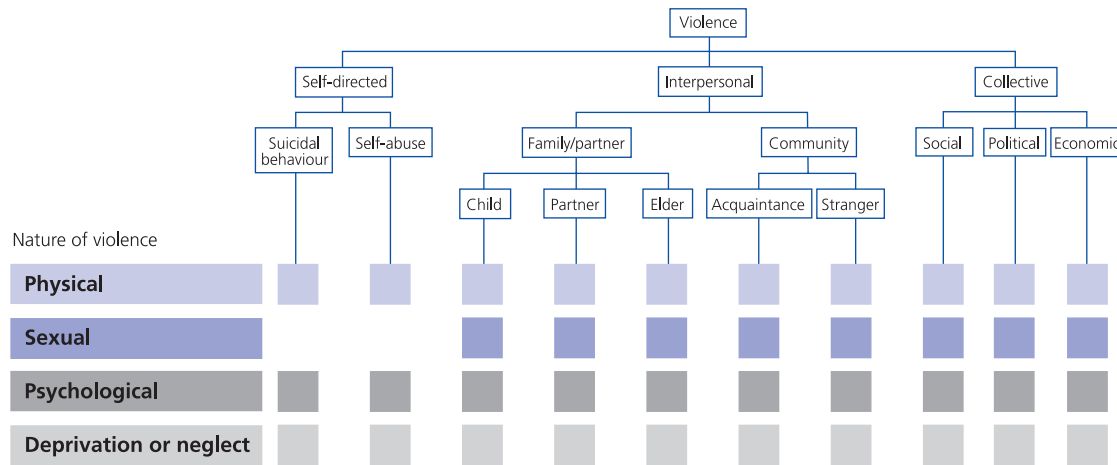 Violence
Self-directed
Interpersonal
Collective
Suicidal
behaviour
Self-abuse
Family/partner
Community
Social
Political
Economic
Child
Partner
Elder
Acquaintance
Stranger
Nature of violence
Physical
Sexual
Psychological
Deprivation or neglect